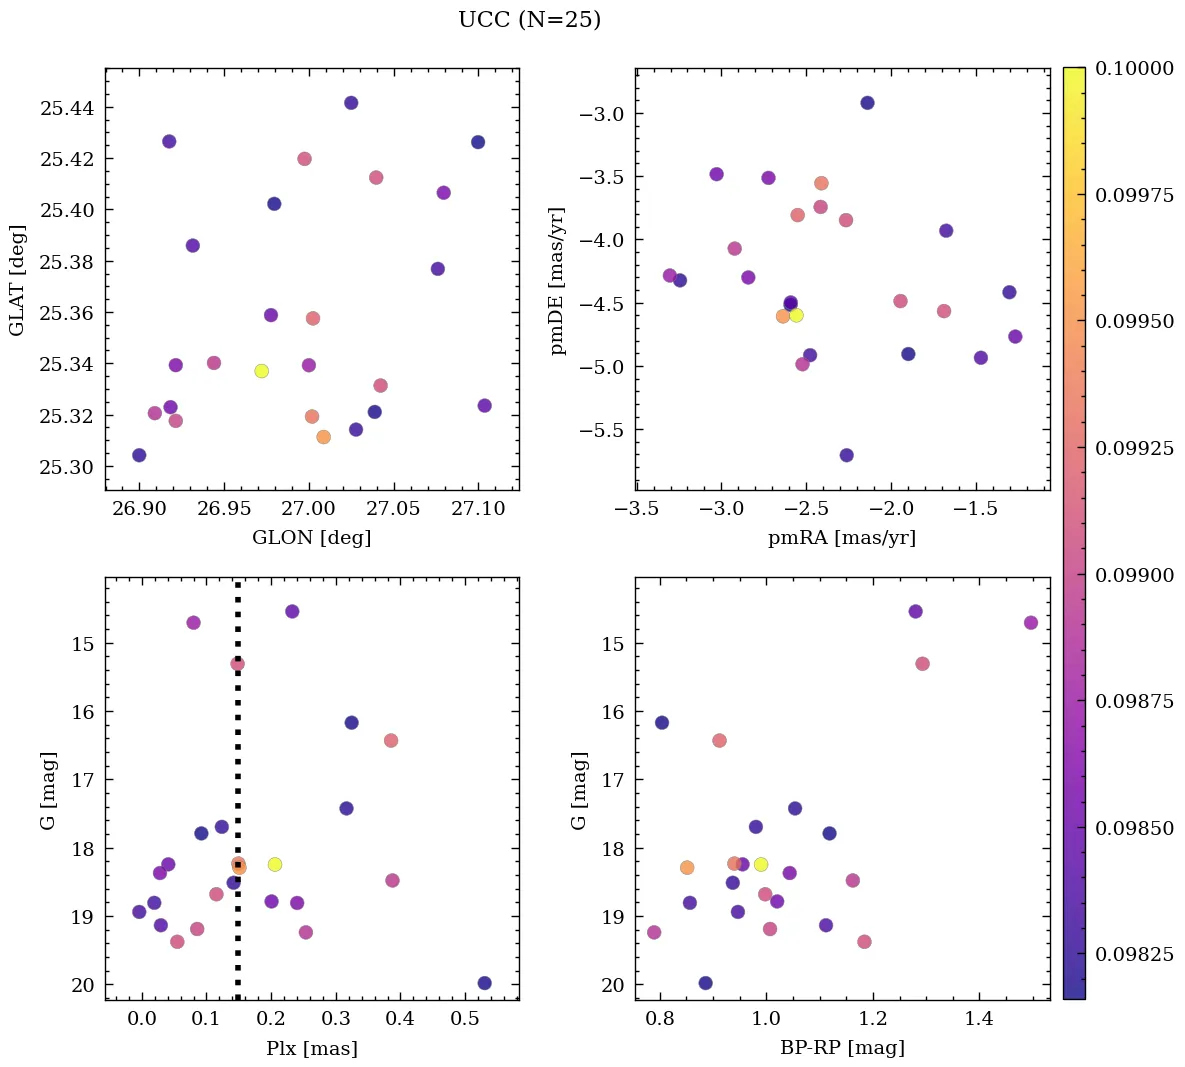 UCC (N=25)
25.44
25.42
25.40
25.38
25.36
25.34
25.32
25.30
GLAT [deg]
26.90 26.95 27.00 27.05 27.10
GLON [deg]
−3.0
−3.5
−4.0
−4.5
−5.0
−5.5
pmDE [mas/yr]
−3.5 −3.0 −2.5 −2.0 −1.5
pmRA [mas/yr]
15
16
17
18
19
20
G [mag]
0.0 0.1 0.2 0.3 0.4 0.5
Plx [mas]
15
16
17
18
19
20
G [mag]
0.8 1.0 1.2 1.4
BP-RP [mag]
0.10000
0.09975
0.09950
0.09925
0.09900
0.09875
0.09850
0.09825